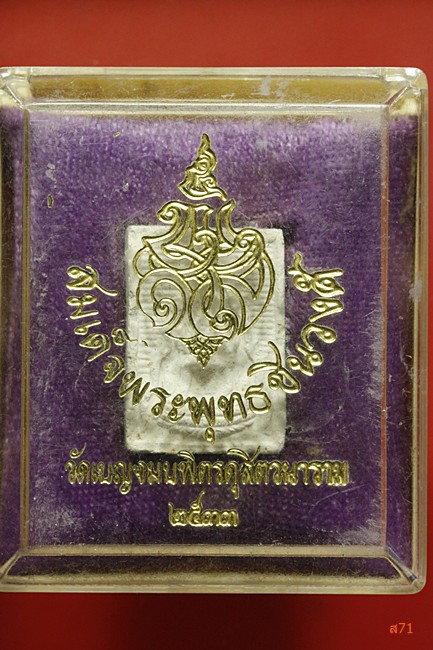 สมเด็จพระพุทธชินวงศ์
วัดเบญจมบพิตรดุสิตวนาราม
๒๕๓๓
ส71